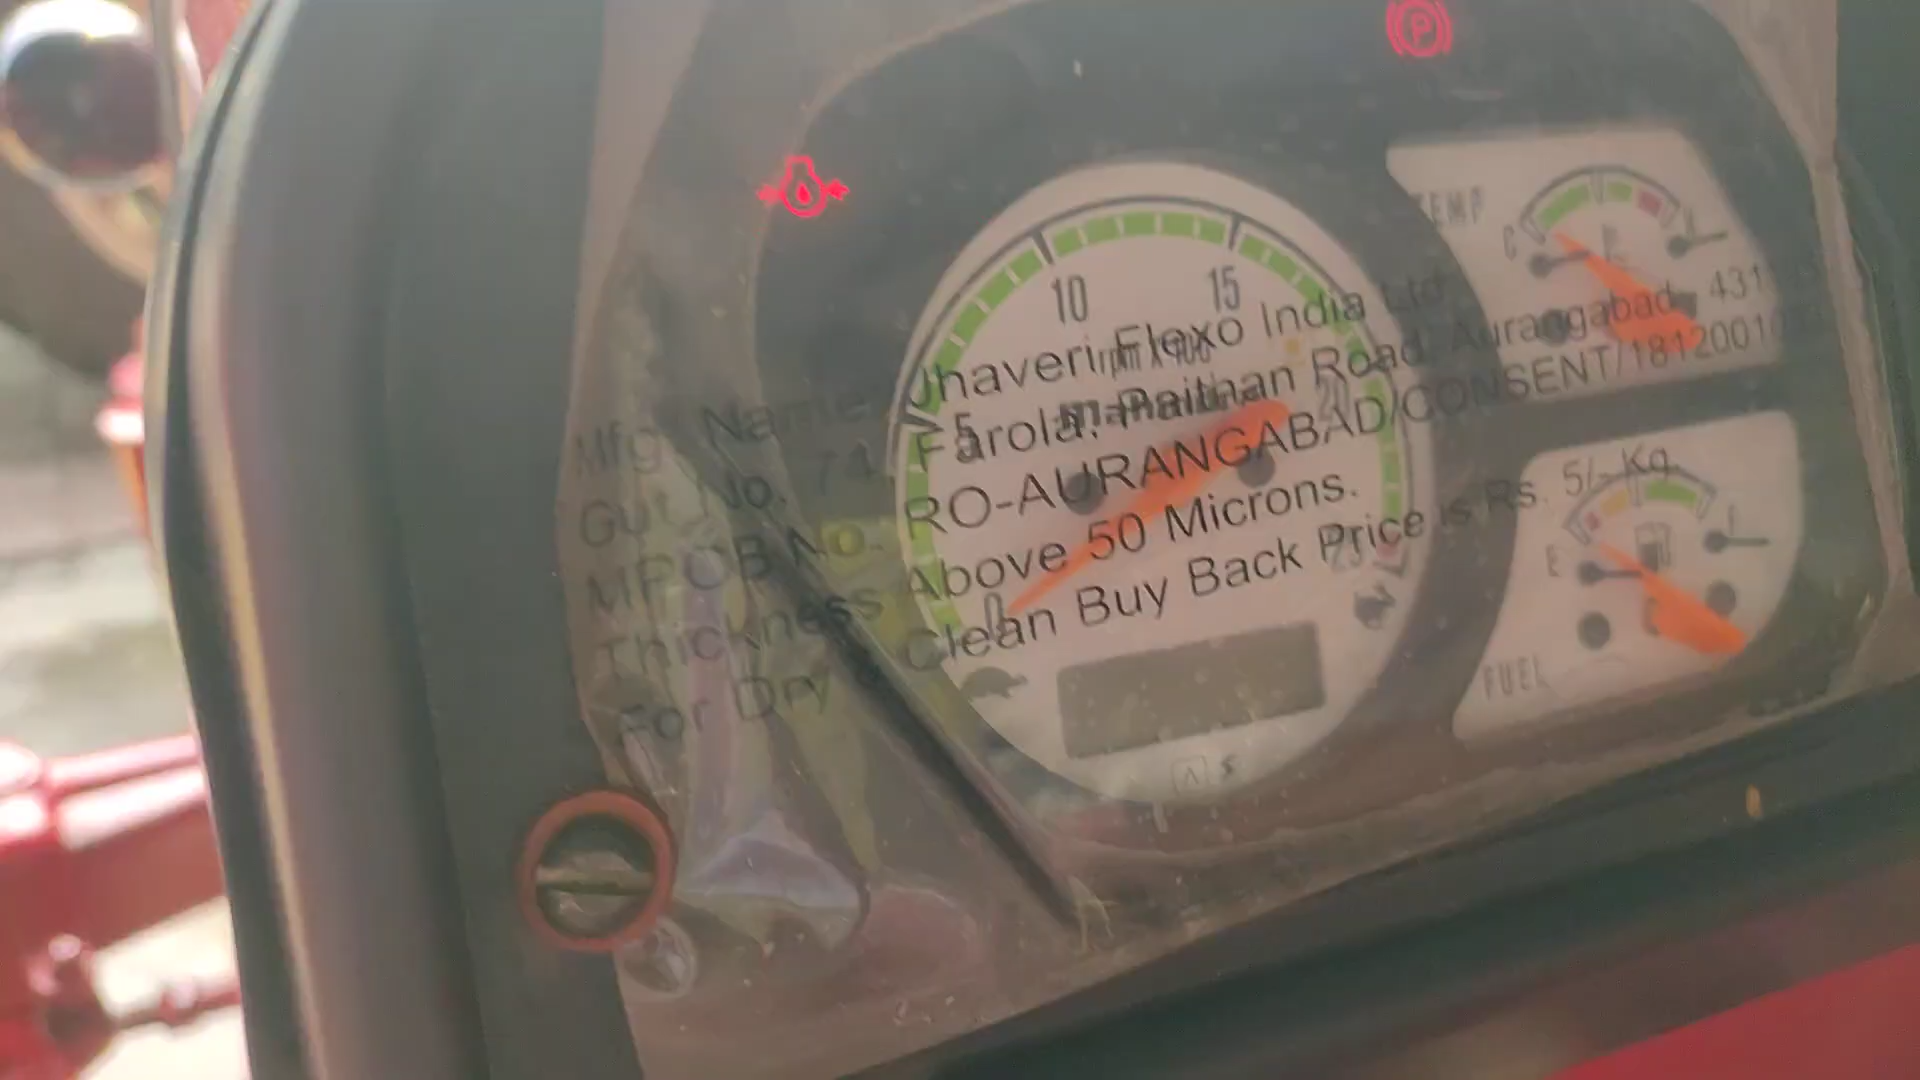 TEMP
C
10
15
Mfg. Name: Jhaveri Flexo India Ltd
5
Gut No. 74, Farola, Paithan Road, Aurangabad - 431
MPCB No. RO-AURANGABAD/CONSENT/181200
Thickness Above 50 Microns.
For Dry & Clean Buy Back Price is Rs. 5/- Kg
20
25
0
E
FUEL
P